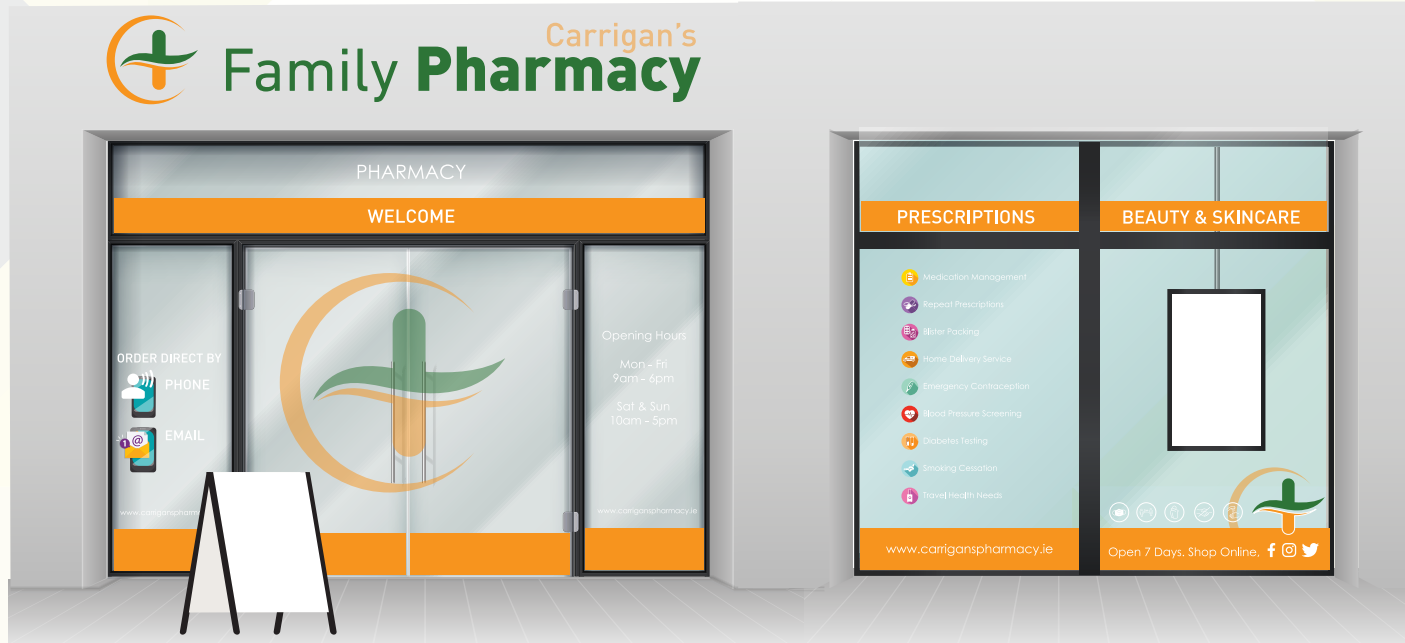 Carrigan's
Family Pharmacy
PHARMACY
WELCOME
ORDER DIRECT BY
PHONE
1 @
EMAIL
www.carriganspharm
Opening Hours
Mon - Fri
9am - 6pm
Sat & Sun
10am - 5pm
www.carriganspharmacy.ie
PRESCRIPTIONS
Medication Management
Repeat Prescriptions
Blister Packing
Home Delivery Service
Emergency Contraception
Blood Pressure Screening
Diabetes Testing
Smoking Cessation
Travel Health Needs
www.carriganspharmacy.ie
BEAUTY & SKINCARE
Open 7 Days. Shop Online.